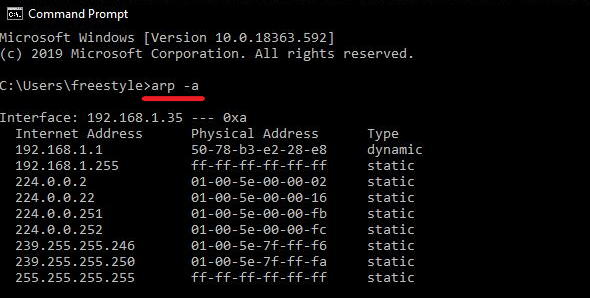 Command Prompt
Microsoft Windows [Version 10.0.18363.592]
(c) 2019 Microsoft Corporation. All rights reserved.
C:\Users\freestyle>arp -a
Interface: 192.168.1.35 --- 0xa
Internet Address Physical Address Type
192.168.1.1 50-78-b3-e2-28-e8 dynamic
192.168.1.255 ff-ff-ff-ff-ff-ff static
224.0.0.2 01-00-5e-00-00-02 static
224.0.0.22 01-00-5e-00-00-16 static
224.0.0.251 01-00-5e-00-00-fb static
224.0.0.252 01-00-5e-00-00-fc static
239.255.255.246 01-00-5e-7f-ff-f6 static
239.255.255.250 01-00-5e-7f-ff-fa static
255.255.255.255 ff-ff-ff-ff-ff-ff static